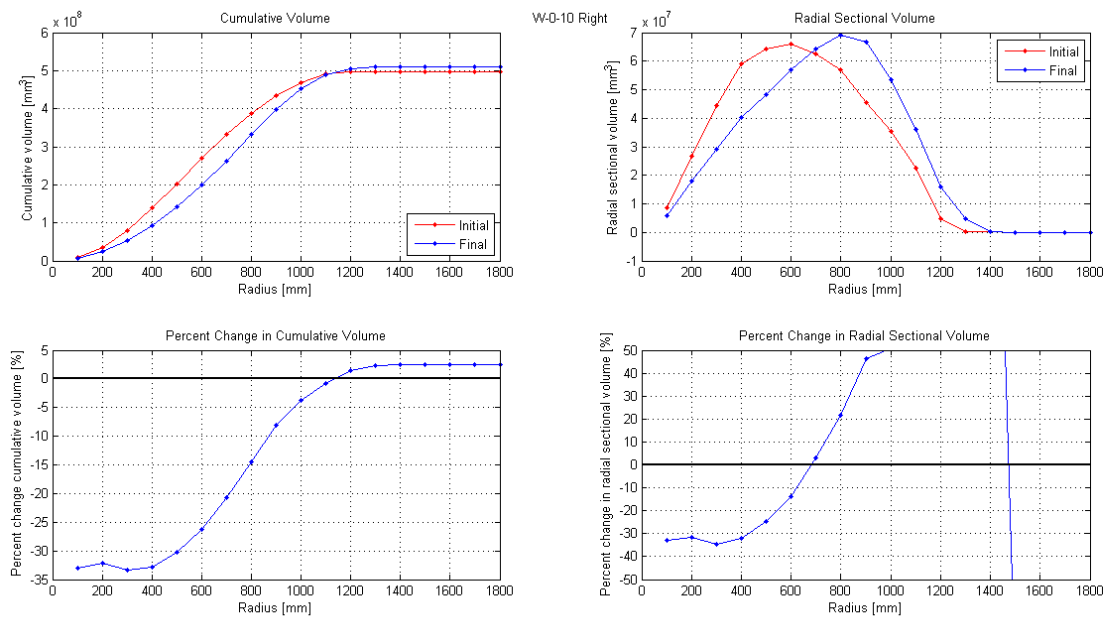 W-0-10 Right
Cumulative Volume
x 10^8
6
5
4
3
2
1
0
Cumulative volume [mm^3]
Initial
Final
0 200 400 600 800 1000 1200 1400 1600 1800
Radius [mm]
Radial Sectional Volume
x 10^7
7
6
5
4
3
2
1
0
-1
Radial sectional volume [mm^3]
Initial
Final
0 200 400 600 800 1000 1200 1400 1600 1800
Radius [mm]
Percent Change in Cumulative Volume
5
0
-5
-10
-15
-20
-25
-30
-35
Percent change cumulative volume [%]
0 200 400 600 800 1000 1200 1400 1600 1800
Radius [mm]
Percent Change in Radial Sectional Volume
50
40
30
20
10
0
-10
-20
-30
-40
-50
Percent change in radial sectional volume [%]
0 200 400 600 800 1000 1200 1400 1600 1800
Radius [mm]